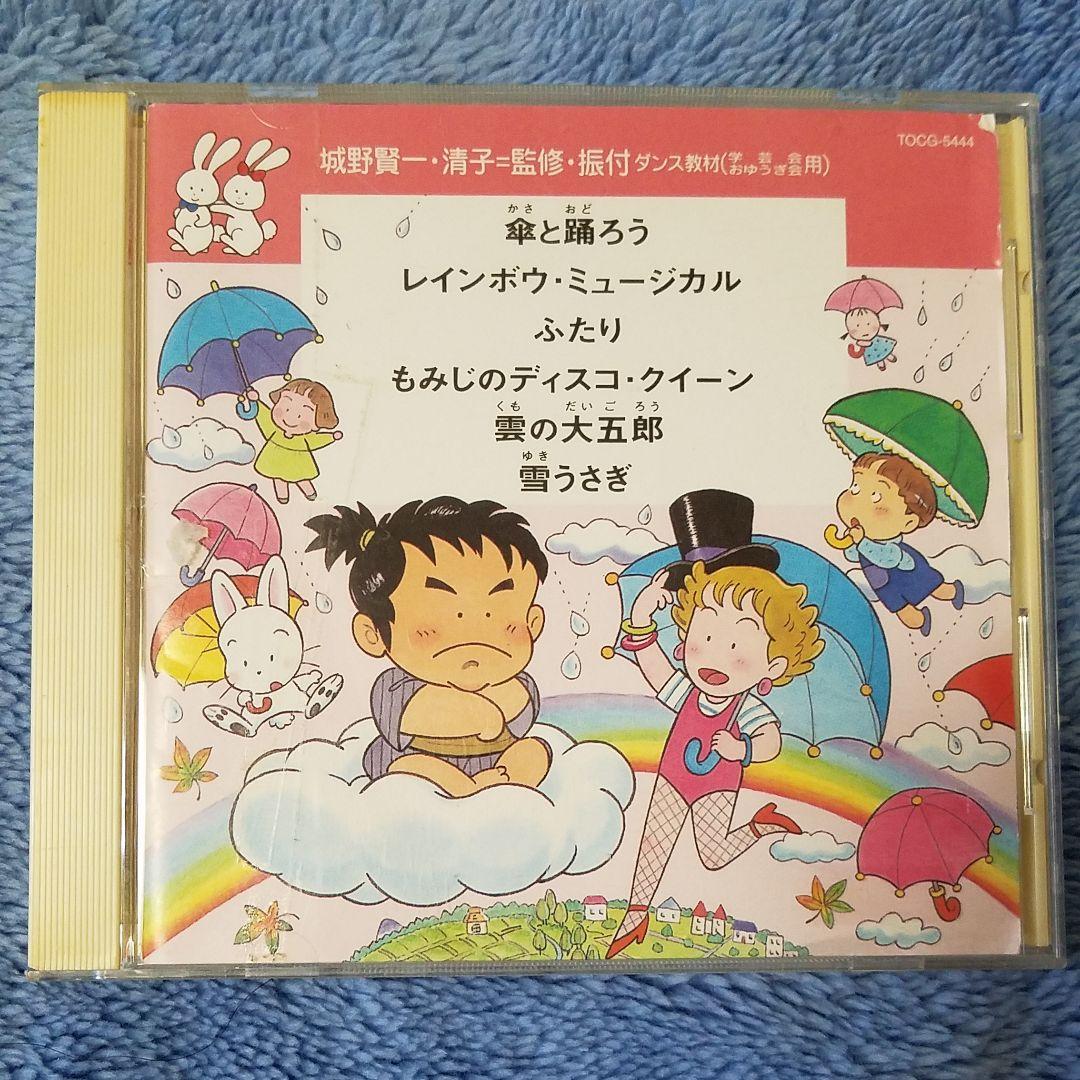 TOCG-5444
城野賢一・清子=監修・振付 ダンス教材(学芸会おゆうぎ会用)
かさ おど
傘と踊ろう
レインボウ・ミュージカル
ふたり
もみじのディスコ・クイーン
くも だいごろう
雲の大五郎
ゆき
雪うさぎ